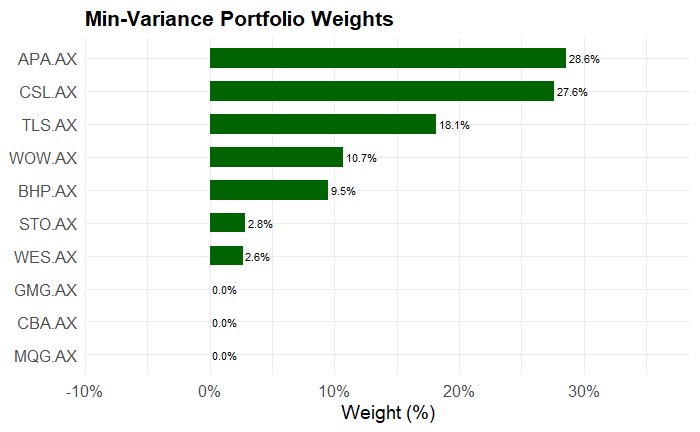 Min-Variance Portfolio Weights
APA.AX 28.6%
CSL.AX 27.6%
TLS.AX 18.1%
WOW.AX 10.7%
BHP.AX 9.5%
STO.AX 2.8%
WES.AX 2.6%
GMG.AX 0.0%
CBA.AX 0.0%
MQG.AX 0.0%
-10% 0% 10% 20% 30%
Weight (%)